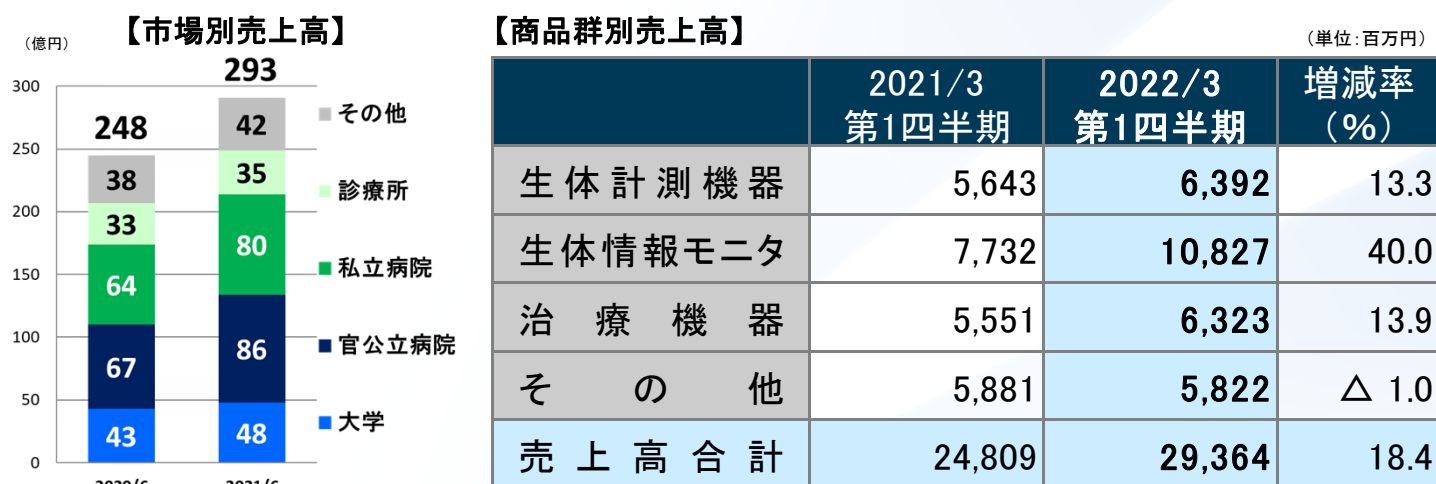 【市場別売上高】
（億円）
300
250
200
150
100
50
0
248
38
33
64
67
43
293
42
35
80
86
48
その他
診療所
私立病院
官公立病院
大学
【商品群別売上高】
（単位：百万円）
2021/3 第1四半期 2022/3 第1四半期 増減率（％）
生体計測機器 5,643 6,392 13.3
生体情報モニタ 7,732 10,827 40.0
治療機器 5,551 6,323 13.9
その他 5,881 5,822 △ 1.0
売上高合計 24,809 29,364 18.4